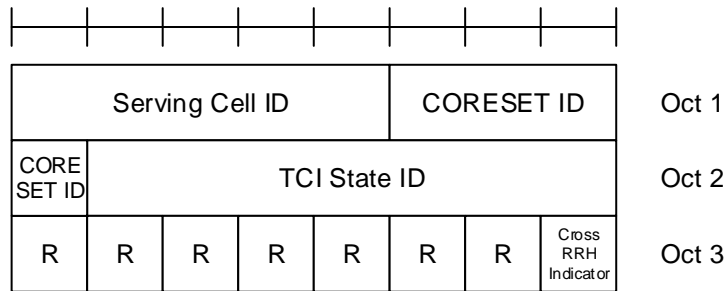 Serving Cell ID CORESET ID Oct 1
CORE
SET ID
TCI State ID Oct 2
R R R R R R R
Cross
RRH
Indicator
Oct 3